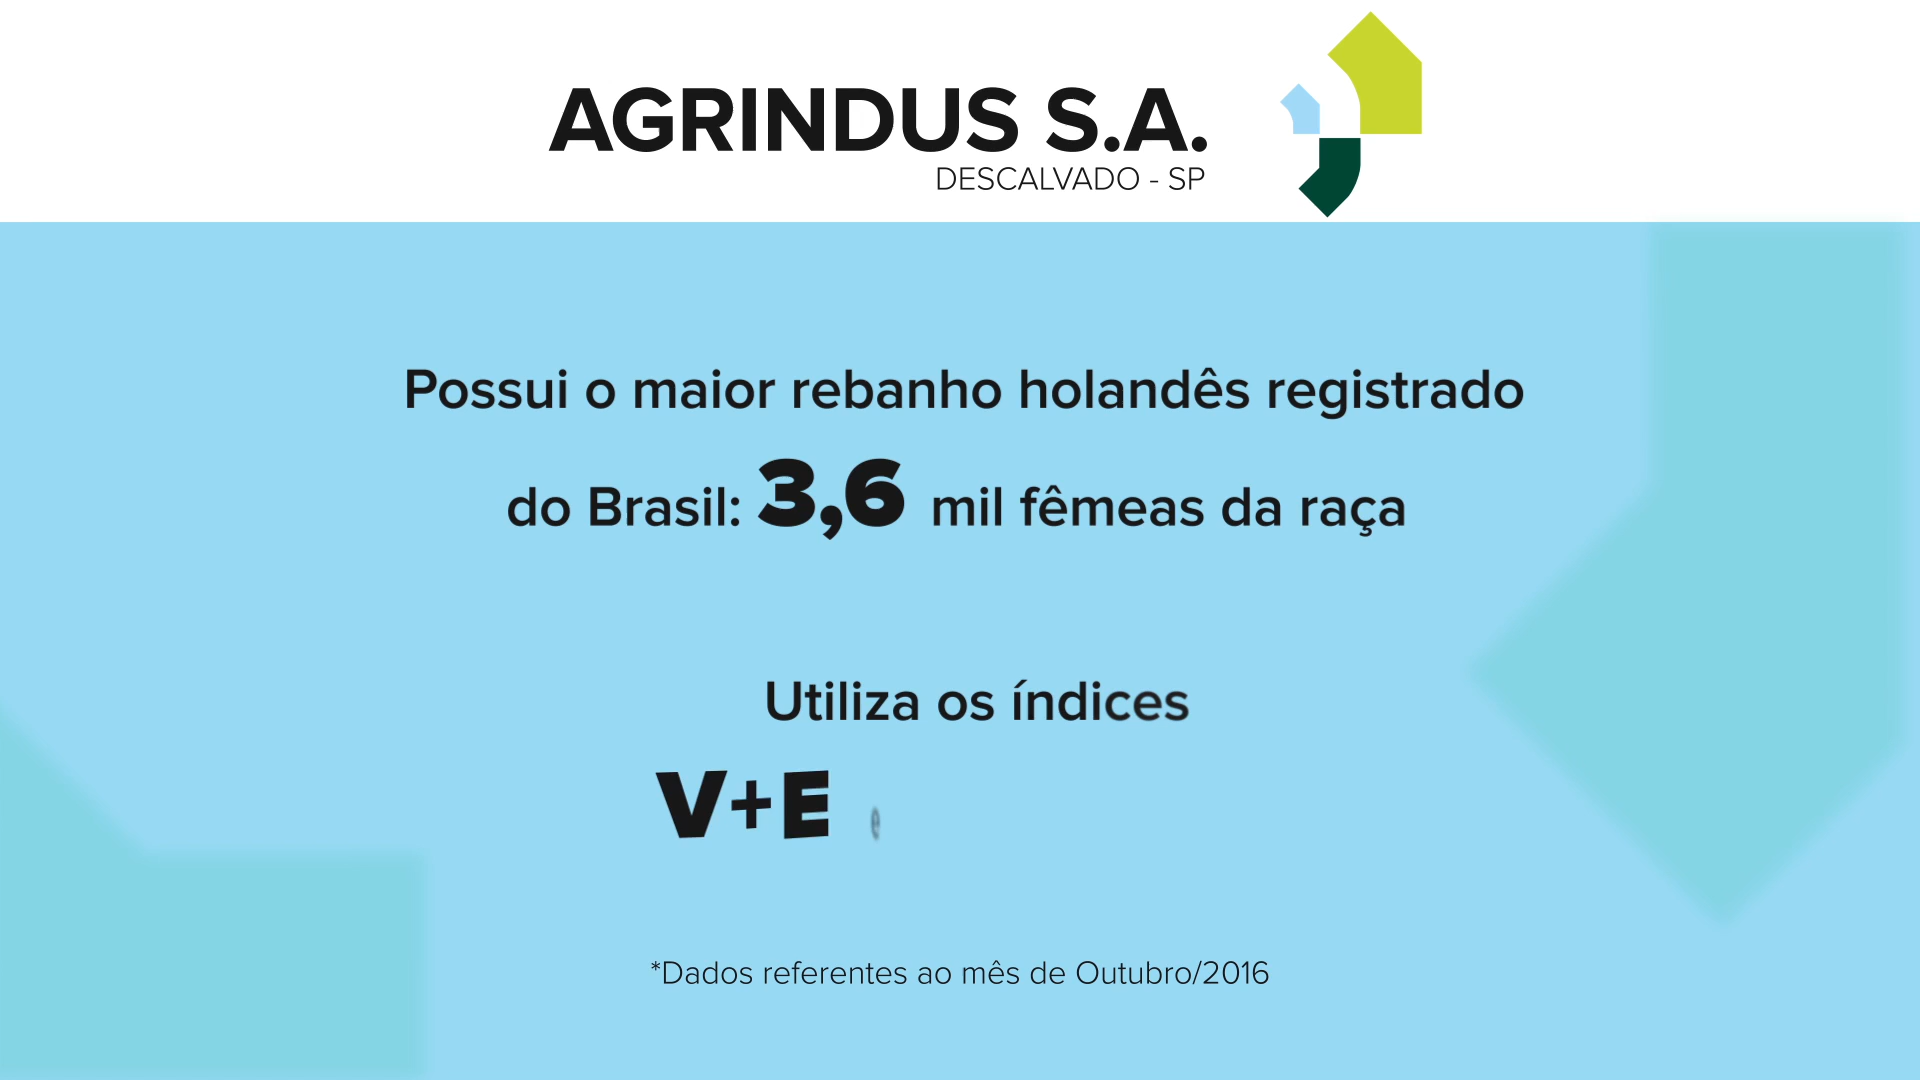 AGRINDUS S.A.
DESCALVADO - SP
Possui o maior rebanho holandês registrado
do Brasil: 3,6 mil fêmeas da raça
Utiliza os índices
V+E e
*Dados referentes ao mês de Outubro/2016